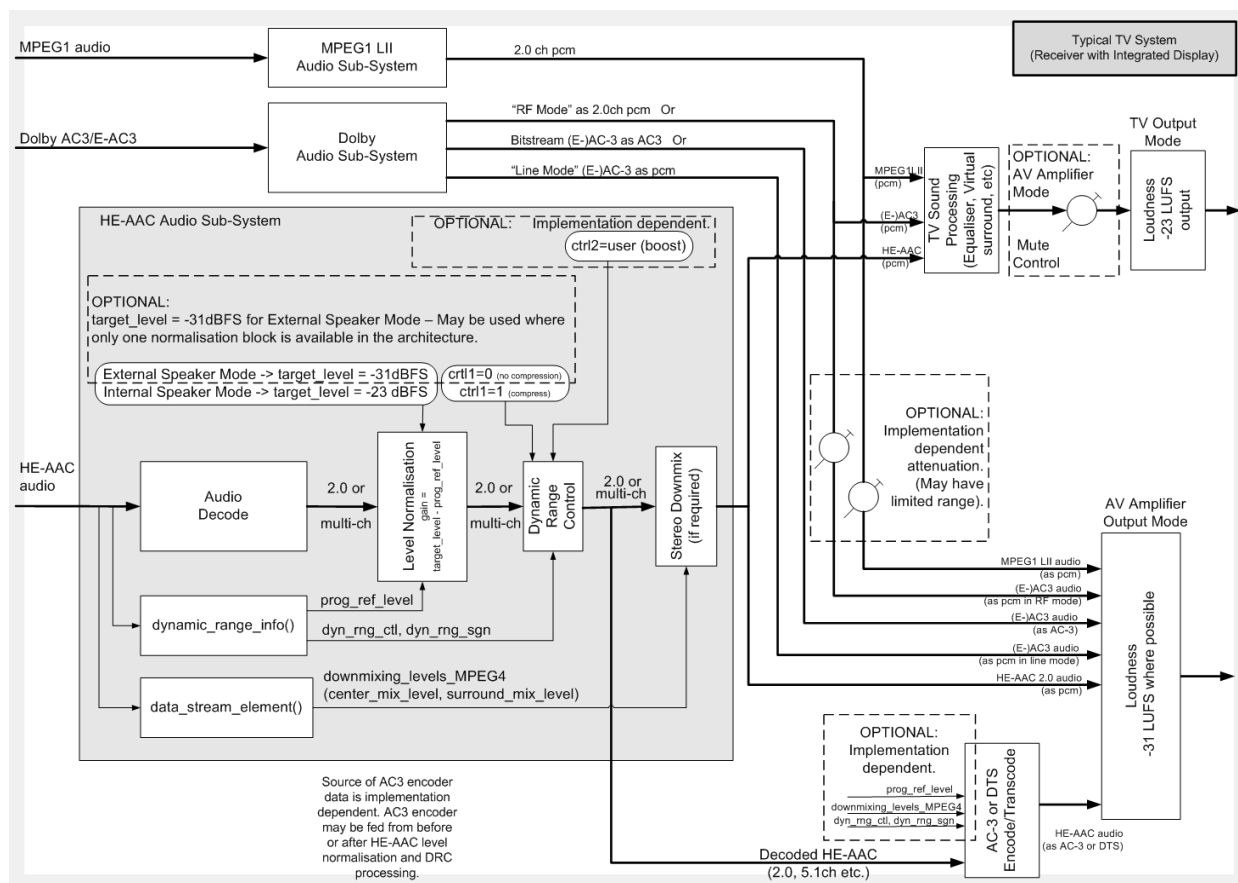 Typical TV System
(Receiver with Integrated Display)
MPEG1 audio
MPEG1 LII
Audio Sub-System
2.0 ch pcm
Dolby AC3/E-AC3
Dolby
Audio Sub-System
“RF Mode” as 2.0ch pcm Or
Bitstream (E-)AC-3 as AC3 Or
“Line Mode” (E-)AC-3 as pcm
MPEG1LII
(pcm)
(E-)AC3
(pcm)
HE-AAC
(pcm)
TV Sound
Processing
(Equaliser, Virtual
surround, etc)
OPTIONAL:
AV Amplifier
Mode
Mute
Control
TV Output
Mode
Loudness
-23 LUFS
output
HE-AAC Audio Sub-System
OPTIONAL: Implementation dependent.
ctrl2=user (boost)
OPTIONAL:
target_level = -31dBFS for External Speaker Mode – May be used where
only one normalisation block is available in the architecture.
External Speaker Mode -> target_level = -31dBFS
Internal Speaker Mode -> target_level = -23 dBFS
crtl1=0 (no compression)
ctrl1=1 (compress)
HE-AAC
audio
Audio
Decode
2.0 or
multi-ch
Level Normalisation
gain =
target_level - prog_ref_level
2.0 or
multi-ch
Dynamic
Range
Control
2.0 or
multi-ch
Stereo Downmix
(if required)
dynamic_range_info()
prog_ref_level
dyn_rng_ctl, dyn_rng_sgn
data_stream_element()
downmixing_levels_MPEG4
(center_mix_level, surround_mix_level)
OPTIONAL:
Implementation
dependent
attenuation.
(May have
limited range).
AV Amplifier
Output Mode
MPEG1 LII audio
(as pcm)
(E-)AC3 audio
(as pcm in RF mode)
(E-)AC3 audio
(as AC-3)
(E-)AC3 audio
(as pcm in line mode)
HE-AAC 2.0 audio
(as pcm)
Loudness
-31 LUFS where possible
OPTIONAL:
Implementation
dependent.
prog_ref_level
downmixing_levels_MPEG4
dyn_rng_ctl, dyn_rng_sgn
AC-3 or DTS
Encode/Transcode
HE-AAC audio
(as AC-3 or DTS)
Source of AC3 encoder
data is implementation
dependent. AC3 encoder
may be fed from before
or after HE-AAC level
normalisation and DRC
processing.
Decoded HE-AAC
(2.0, 5.1ch etc.)